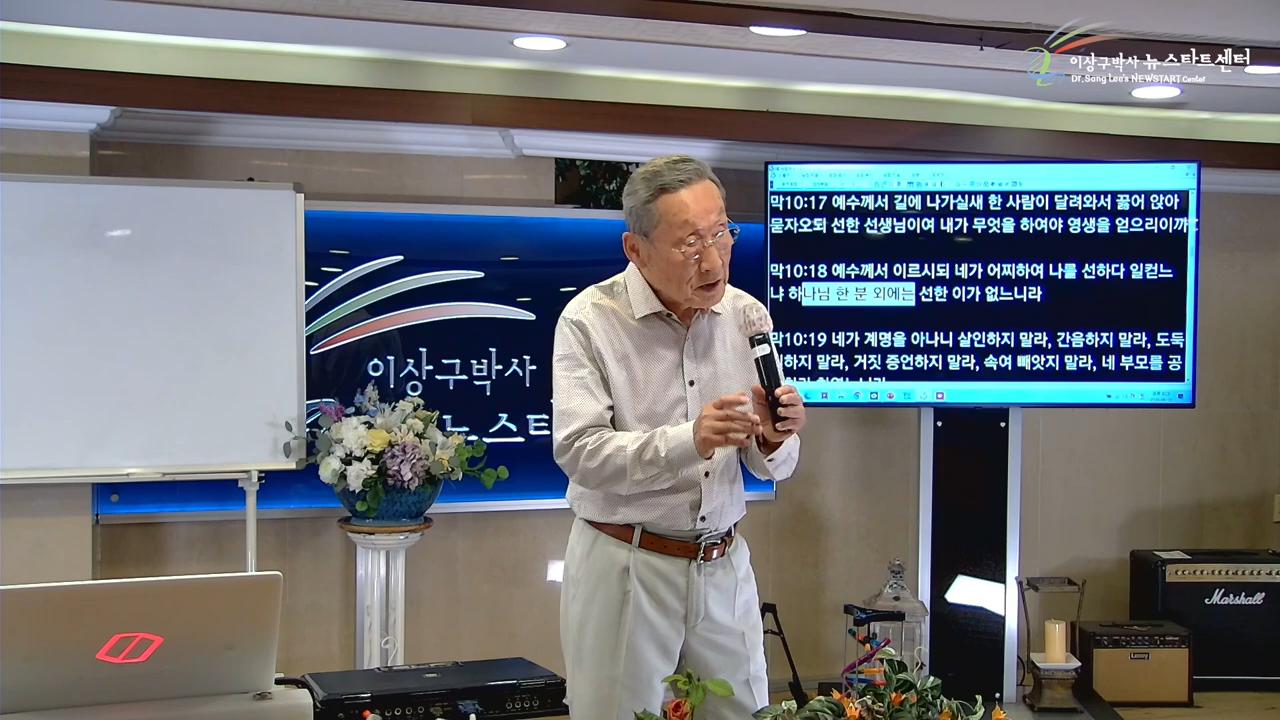 이상구박사 뉴스타트센터
Dr. Sang Lee's NEWSTART Center
막10:17 예수께서 길에 나가실새 한 사람이 달려와서 꿇어 앉아
묻자오되 선한 선생님이여 내가 무엇을 하여야 영생을 얻으리이까
막10:18 예수께서 이르시되 네가 어찌하여 나를 선하다 일컫느
냐 하나님 한 분 외에는 선한 이가 없느니라
막10:19 네가 계명을 아나니 살인하지 말라, 간음하지 말라, 도둑
하지 말라, 거짓 증언하지 말라, 속여 빼앗지 말라, 네 부모를 공
이상구박사
뉴스타
Marshall
Laney